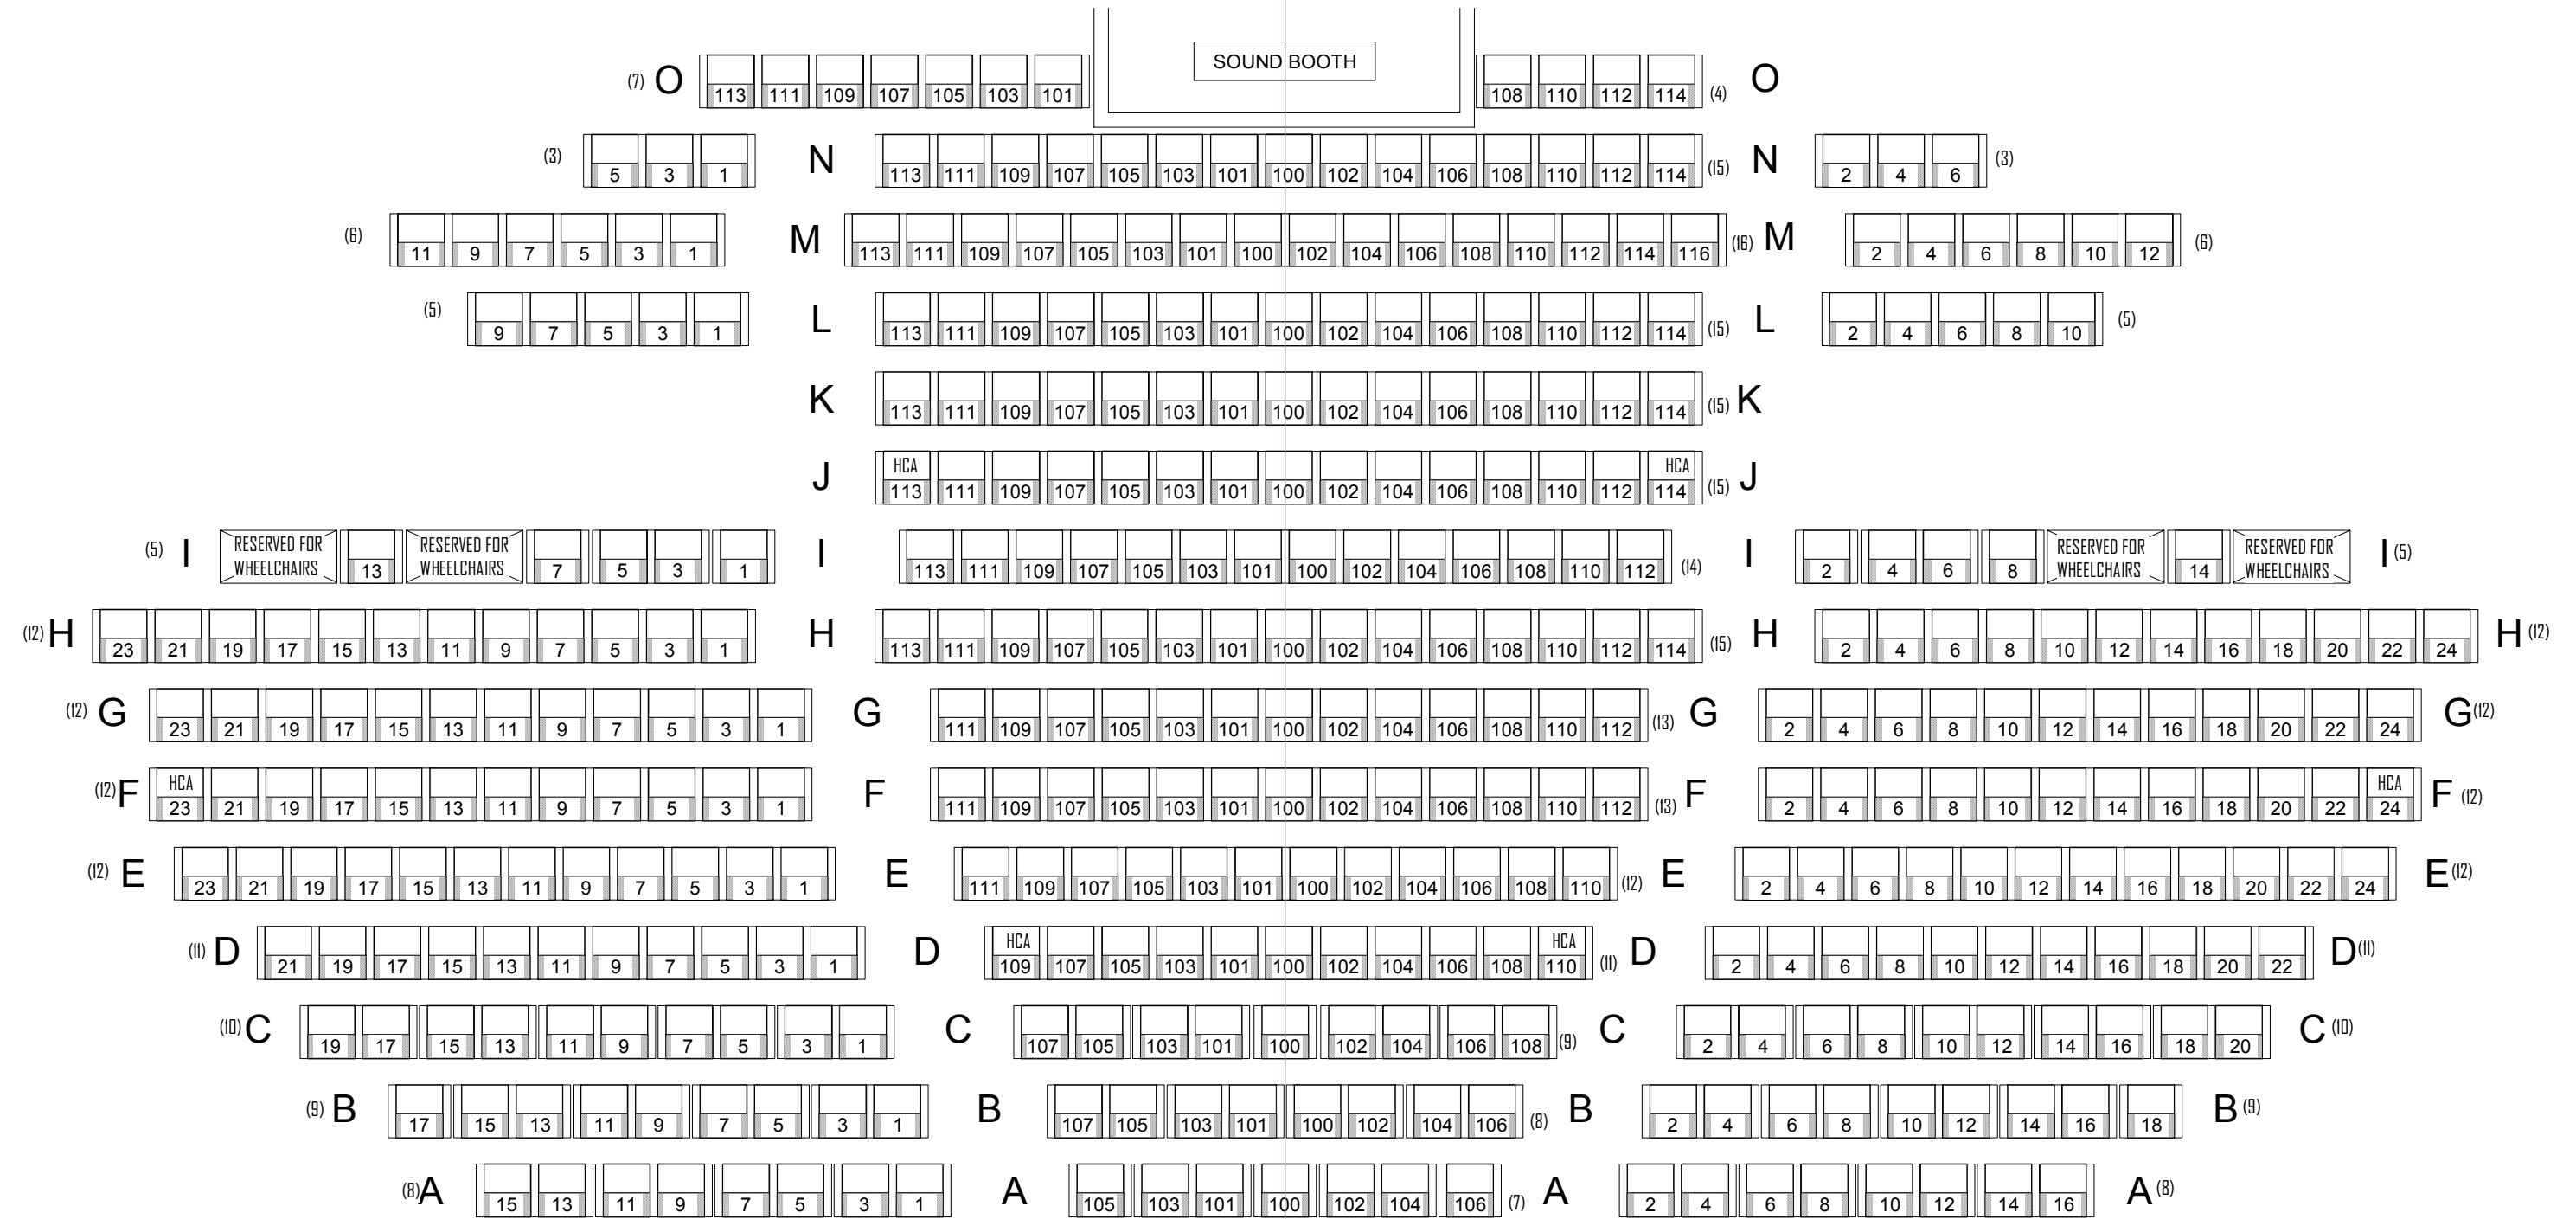 SOUND BOOTH
(7) O 113 111 109 107 105 103 101 108 110 112 114 (4) O
(3) 5 3 1 N 113 111 109 107 105 103 101 100 102 104 106 108 110 112 114 (15) N 2 4 6 (3)
(6) 11 9 7 5 3 1 M 113 111 109 107 105 103 101 100 102 104 106 108 110 112 114 116 (16) M 2 4 6 8 10 12 (6)
(5) 9 7 5 3 1 L 113 111 109 107 105 103 101 100 102 104 106 108 110 112 114 (15) L 2 4 6 8 10 (5)
K 113 111 109 107 105 103 101 100 102 104 106 108 110 112 114 (15) K
HCA HCA
J 113 111 109 107 105 103 101 100 102 104 106 108 110 112 114 (15) J
RESERVED FOR RESERVED FOR RESERVED FOR RESERVED FOR
(5) I WHEELCHAIRS 13 WHEELCHAIRS 7 5 3 1 I 113 111 109 107 105 103 101 100 102 104 106 108 110 112 (14) I 2 4 6 8 WHEELCHAIRS 14 WHEELCHAIRS I (5)
(12) H 23 21 19 17 15 13 11 9 7 5 3 1 H 113 111 109 107 105 103 101 100 102 104 106 108 110 112 114 (15) H 2 4 6 8 10 12 14 16 18 20 22 24 H (12)
(12) G 23 21 19 17 15 13 11 9 7 5 3 1 G 111 109 107 105 103 101 100 102 104 106 108 110 112 (13) G 2 4 6 8 10 12 14 16 18 20 22 24 G (12)
HCA HCA
(12) F 23 21 19 17 15 13 11 9 7 5 3 1 F 111 109 107 105 103 101 100 102 104 106 108 110 112 (13) F 2 4 6 8 10 12 14 16 18 20 22 24 F (12)
(12) E 23 21 19 17 15 13 11 9 7 5 3 1 E 111 109 107 105 103 101 100 102 104 106 108 110 (12) E 2 4 6 8 10 12 14 16 18 20 22 24 E (12)
HCA HCA
(11) D 21 19 17 15 13 11 9 7 5 3 1 D 109 107 105 103 101 100 102 104 106 108 110 (11) D 2 4 6 8 10 12 14 16 18 20 22 D (11)
(10) C 19 17 15 13 11 9 7 5 3 1 C 107 105 103 101 100 102 104 106 108 (9) C 2 4 6 8 10 12 14 16 18 20 C (10)
(9) B 17 15 13 11 9 7 5 3 1 B 107 105 103 101 100 102 104 106 (8) B 2 4 6 8 10 12 14 16 18 B (9)
(8) A 15 13 11 9 7 5 3 1 A 105 103 101 100 102 104 106 (7) A 2 4 6 8 10 12 14 16 A (8)